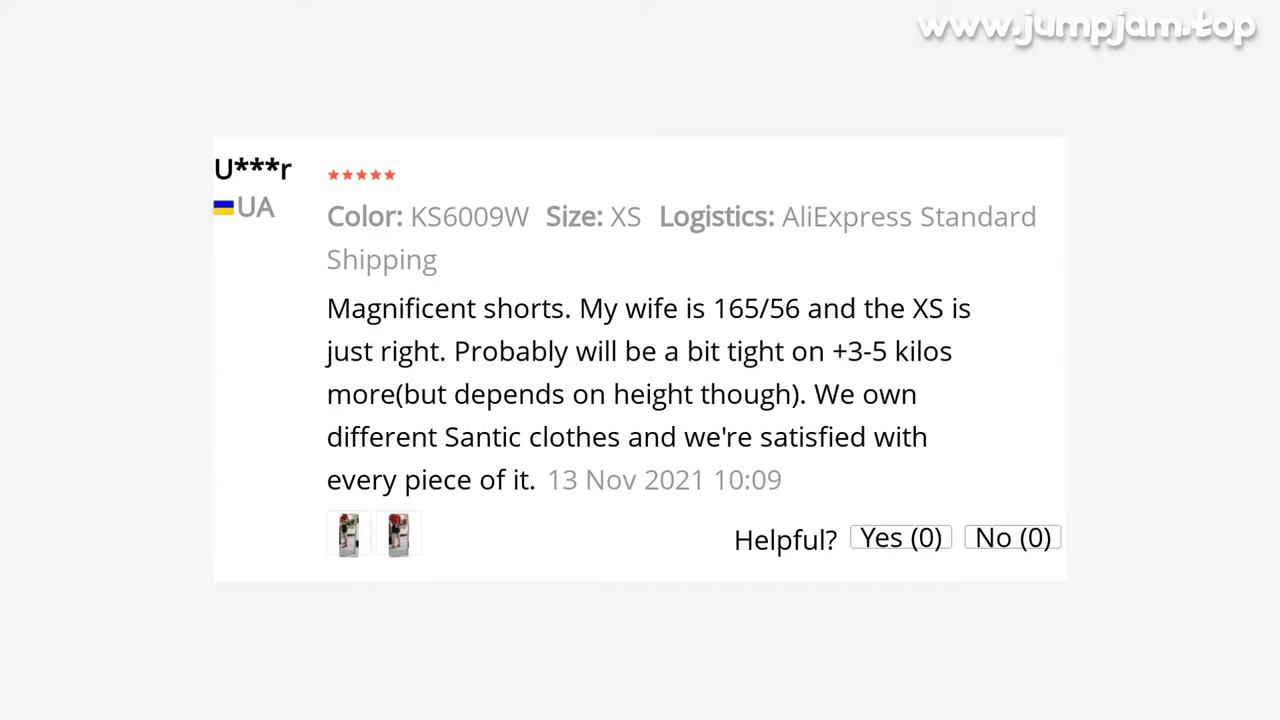 www.jumpjam.top
U***r
UA
Color: KS6009W Size: XS Logistics: AliExpress Standard
Shipping
Magnificent shorts. My wife is 165/56 and the XS is
just right. Probably will be a bit tight on +3-5 kilos
more(but depends on height though). We own
different Santic clothes and we're satisfied with
every piece of it. 13 Nov 2021 10:09
Helpful? Yes (0) No (0)